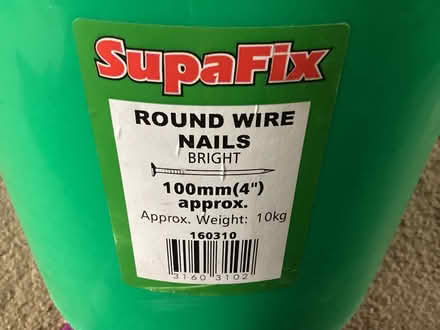 SupaFix
ROUND WIRE
NAILS
BRIGHT
100mm(4")
approx.
Approx. Weight: 10kg
160310
3160 3102